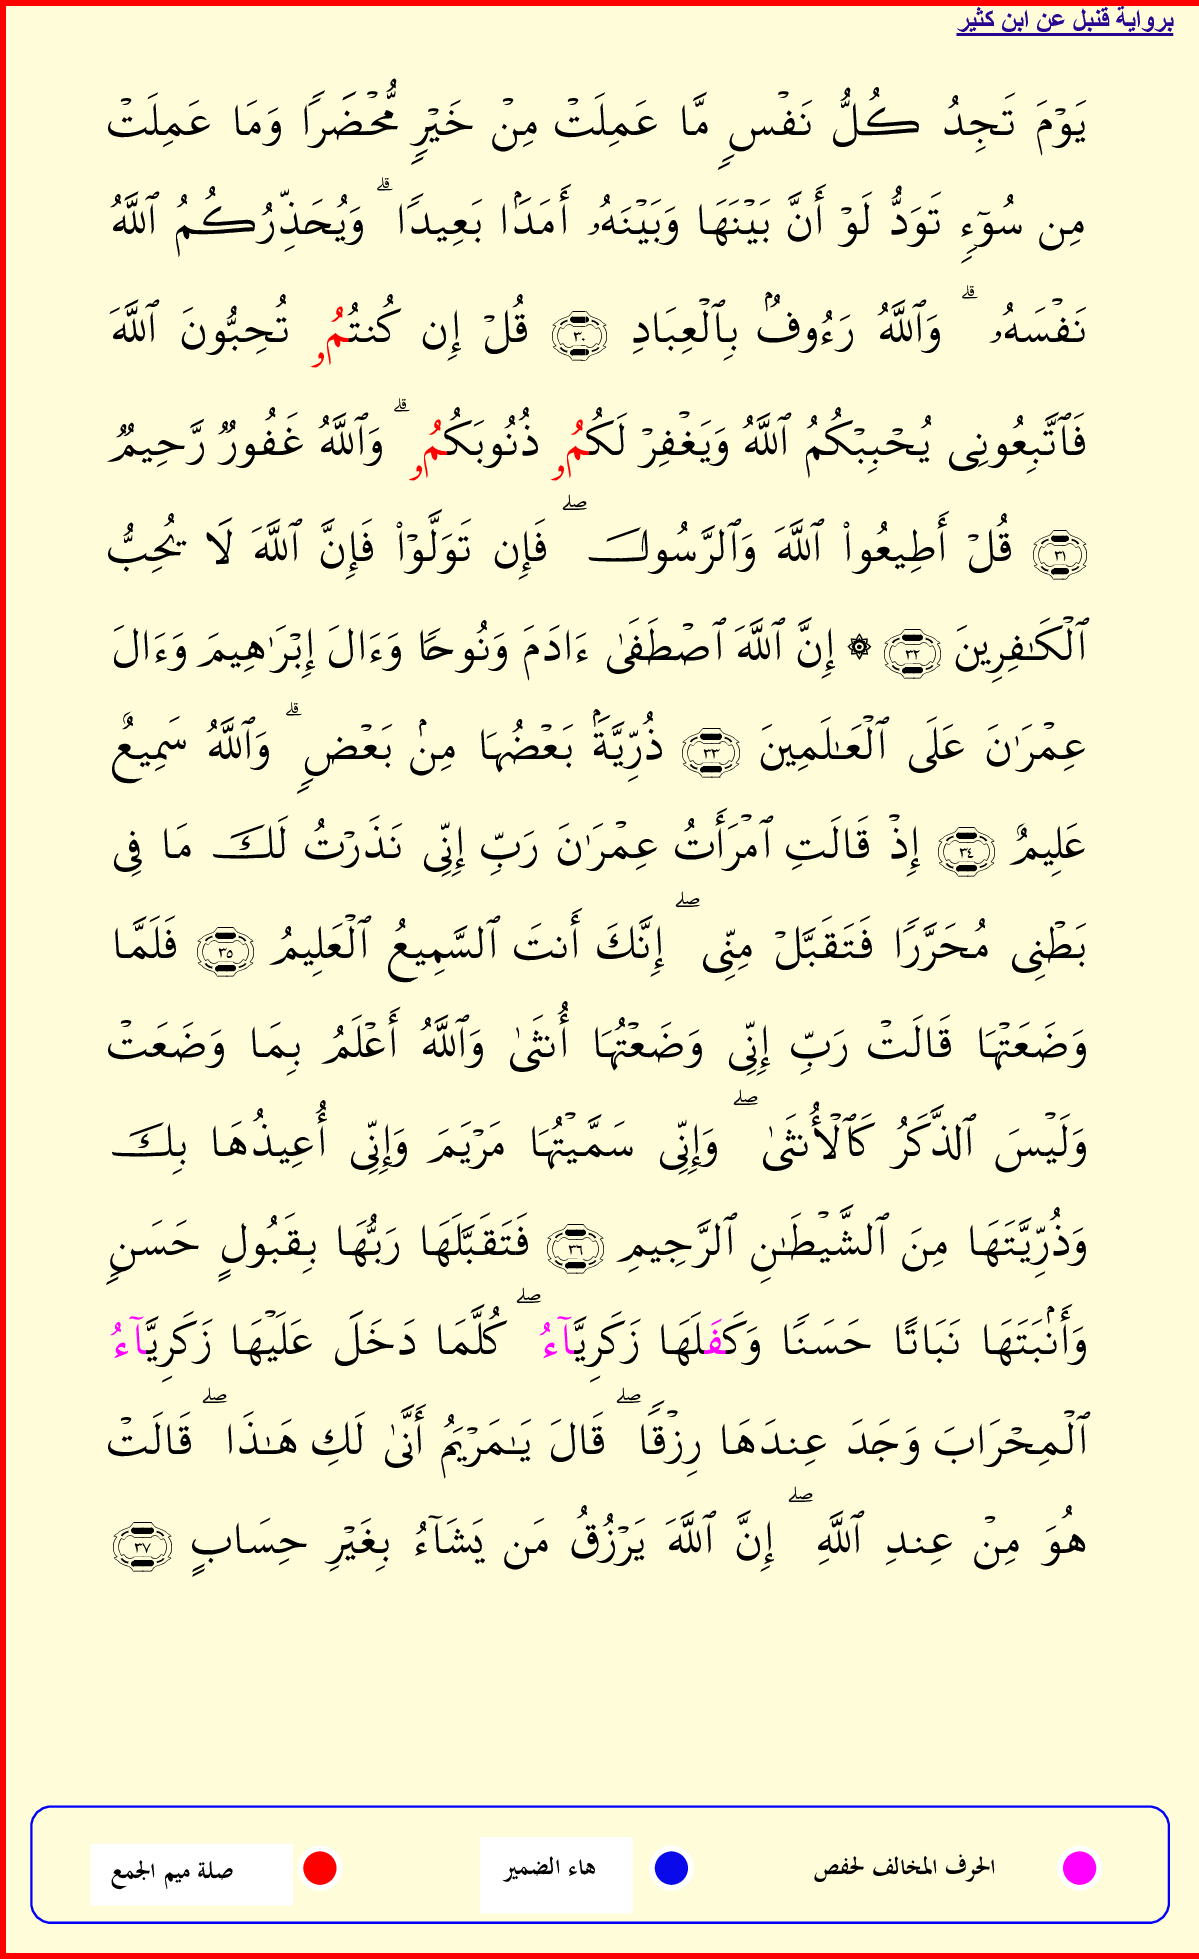 برواية قنبل عن ابن كثير
يَوْمَ تَجِدُ كُلُّ نَفْسٍ مَّا عَمِلَتْ مِنْ خَيْرٍ مُّحْضَرًا وَمَا عَمِلَتْ
مِن سُوٓءٍ تَوَدُّ لَوْ أَنَّ بَيْنَهَا وَبَيْنَهُۥ أَمَدَۢا بَعِيدًا ۗ وَيُحَذِّرُكُمُ ٱللَّهُ
نَفْسَهُۥ ۗ وَٱللَّهُ رَءُوفُۢ بِٱلْعِبَادِ ٣٠ قُلْ إِن كُنتُمُۥ تُحِبُّونَ ٱللَّهَ
فَٱتَّبِعُونِى يُحْبِبْكُمُ ٱللَّهُ وَيَغْفِرْ لَكُمُۥ ذُنُوبَكُمُۥ ۗ وَٱللَّهُ غَفُورٌ رَّحِيمٌ
٣١ قُلْ أَطِيعُوا۟ ٱللَّهَ وَٱلرَّسُولَ ۖ فَإِن تَوَلَّوْا۟ فَإِنَّ ٱللَّهَ لَا يُحِبُّ
ٱلْكَـٰفِرِينَ ٣٢ ۞ إِنَّ ٱللَّهَ ٱصْطَفَىٰ ءَادَمَ وَنُوحًا وَءَالَ إِبْرَٰهِيمَ وَءَالَ
عِمْرَٰنَ عَلَى ٱلْعَـٰلَمِينَ ٣٣ ذُرِّيَّةَۢ بَعْضُهَا مِنۢ بَعْضٍ ۗ وَٱللَّهُ سَمِيعٌ
عَلِيمٌ ٣٤ إِذْ قَالَتِ ٱمْرَأَتُ عِمْرَٰنَ رَبِّ إِنِّى نَذَرْتُ لَكَ مَا فِى
بَطْنِى مُحَرَّرًا فَتَقَبَّلْ مِنِّى ۖ إِنَّكَ أَنتَ ٱلسَّمِيعُ ٱلْعَلِيمُ ٣٥ فَلَمَّا
وَضَعَتْهَا قَالَتْ رَبِّ إِنِّى وَضَعْتُهَا أُنثَىٰ وَٱللَّهُ أَعْلَمُ بِمَا وَضَعَتْ
وَلَيْسَ ٱلذَّكَرُ كَٱلْأُنثَىٰ ۖ وَإِنِّى سَمَّيْتُهَا مَرْيَمَ وَإِنِّى أُعِيذُهَا بِكَ
وَذُرِّيَّتَهَا مِنَ ٱلشَّيْطَـٰنِ ٱلرَّجِيمِ ٣٦ فَتَقَبَّلَهَا رَبُّهَا بِقَبُولٍ حَسَنٍ
وَأَنۢبَتَهَا نَبَاتًا حَسَنًا وَكَفَلَهَا زَكَرِيَّآءُ ۖ كُلَّمَا دَخَلَ عَلَيْهَا زَكَرِيَّآءُ
ٱلْمِحْرَابَ وَجَدَ عِندَهَا رِزْقًا ۖ قَالَ يَـٰمَرْيَمُ أَنَّىٰ لَكِ هَـٰذَا ۖ قَالَتْ
هُوَ مِنْ عِندِ ٱللَّهِ ۖ إِنَّ ٱللَّهَ يَرْزُقُ مَن يَشَآءُ بِغَيْرِ حِسَابٍ ٣٧
الحرف المخالف لحفص هاء الضمير صلة ميم الجمع